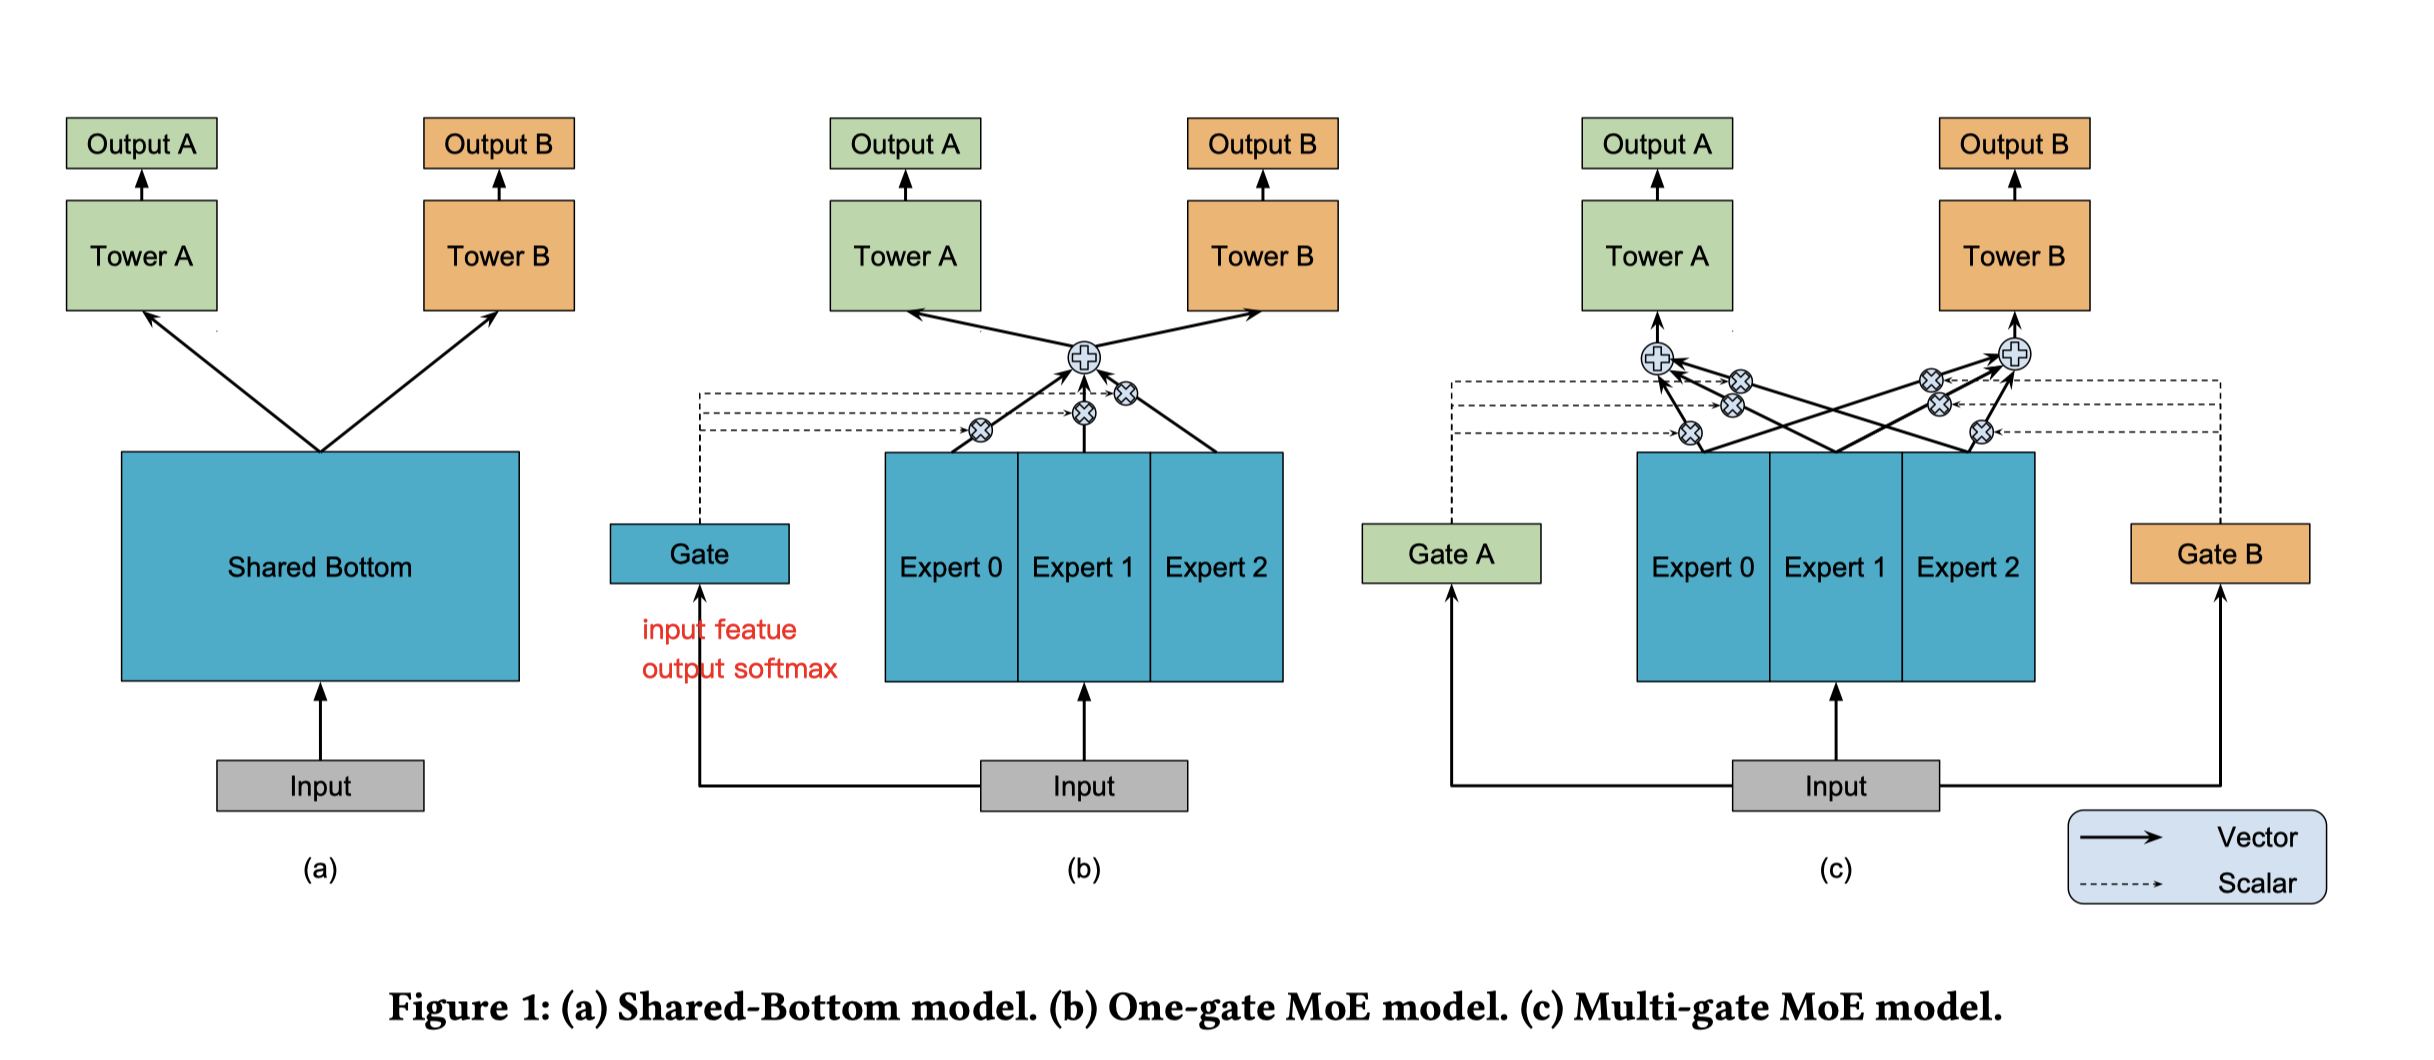 Output A
Output B
Tower A
Tower B
Shared Bottom
Input
(a)
Output A
Output B
Tower A
Tower B
Gate
Expert 0
Expert 1
Expert 2
input featue
output softmax
Input
(b)
Output A
Output B
Tower A
Tower B
Gate A
Expert 0
Expert 1
Expert 2
Gate B
Input
(c)
Vector
Scalar
Figure 1: (a) Shared-Bottom model. (b) One-gate MoE model. (c) Multi-gate MoE model.